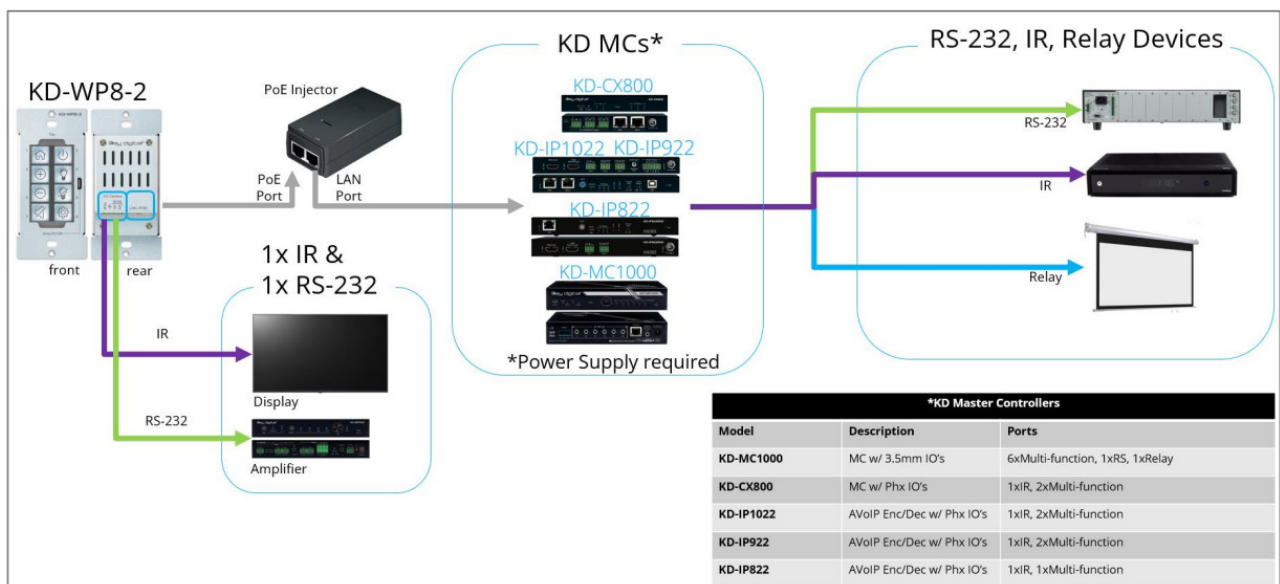 KD-WP8-2
front
rear
PoE Injector
PoE
Port
LAN
Port
1x IR &
1x RS-232
IR
Display
RS-232
Amplifier
KD MCs*
KD-CX800
KD-IP1022 KD-IP922
KD-IP822
KD-MC1000
*Power Supply required
RS-232, IR, Relay Devices
RS-232
IR
Relay
*KD Master Controllers
Model Description Ports
KD-MC1000 MC w/ 3.5mm IO's 6xMulti-function, 1xRS, 1xRelay
KD-CX800 MC w/ Phx IO's 1xIR, 2xMulti-function
KD-IP1022 AVoIP Enc/Dec w/ Phx IO's 1xIR, 2xMulti-function
KD-IP922 AVoIP Enc/Dec w/ Phx IO's 1xIR, 2xMulti-function
KD-IP822 AVoIP Enc/Dec w/ Phx IO's 1xIR, 1xMulti-function